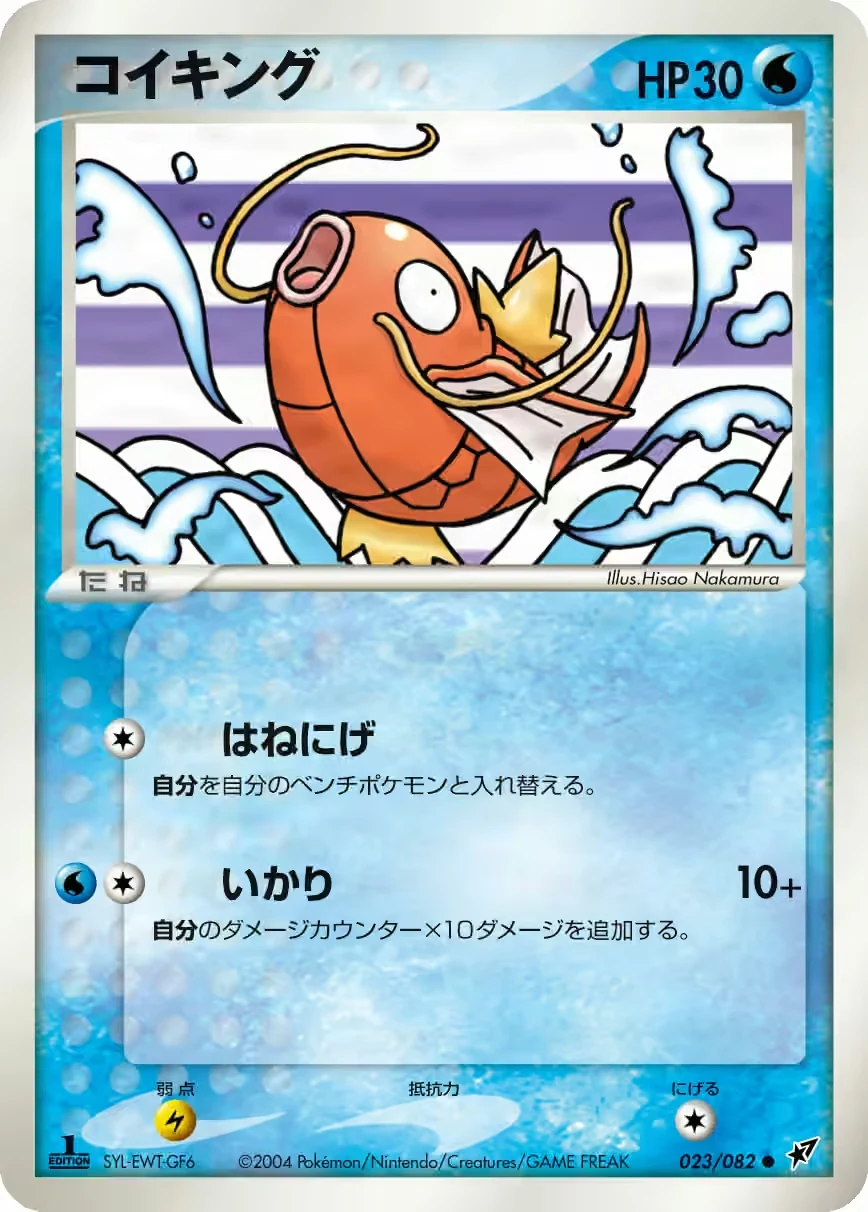 コイキング
HP30
たね
Illus.Hisao Nakamura
はねにげ
自分を自分のベンチポケモンと入れ替える。
いかり 10+
自分のダメージカウンター×10ダメージを追加する。
弱点 抵抗力 にげる
1 EDITION SYL-EWT-GF6 ©2004 Pokémon/Nintendo/Creatures/GAME FREAK 023/082